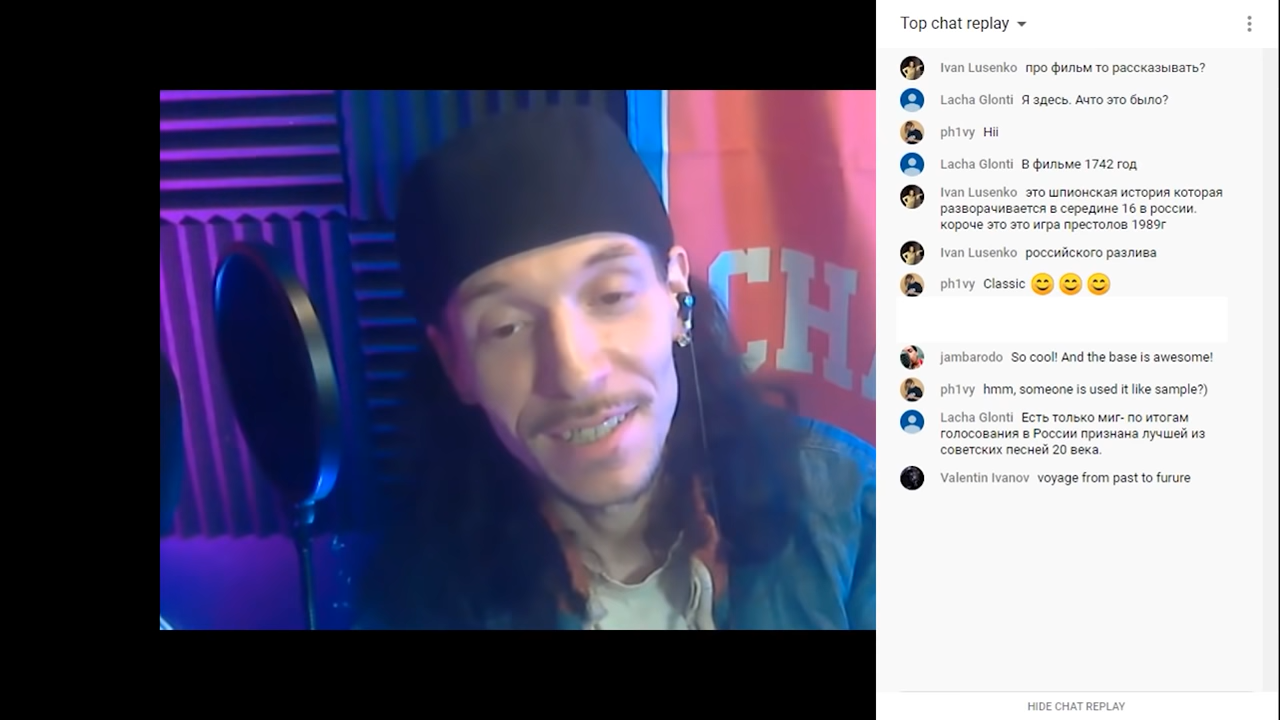 Top chat replay
Ivan Lusenko про фильм то рассказывать?
Lacha Glonti Я здесь. Ачто это было?
ph1vy Hii
Lacha Glonti В фильме 1742 год
Ivan Lusenko это шпионская история которая
разворачивается в середине 16 в россии.
короче это это игра престолов 1989г
Ivan Lusenko российского разлива
ph1vy Classic 😊😊😊
CHA
jambarodo So cool! And the base is awesome!
ph1vy hmm, someone is used it like sample?)
Lacha Glonti Есть только миг- по итогам
голосования в России признана лучшей из
советских песней 20 века.
Valentin Ivanov voyage from past to furure
HIDE CHAT REPLAY